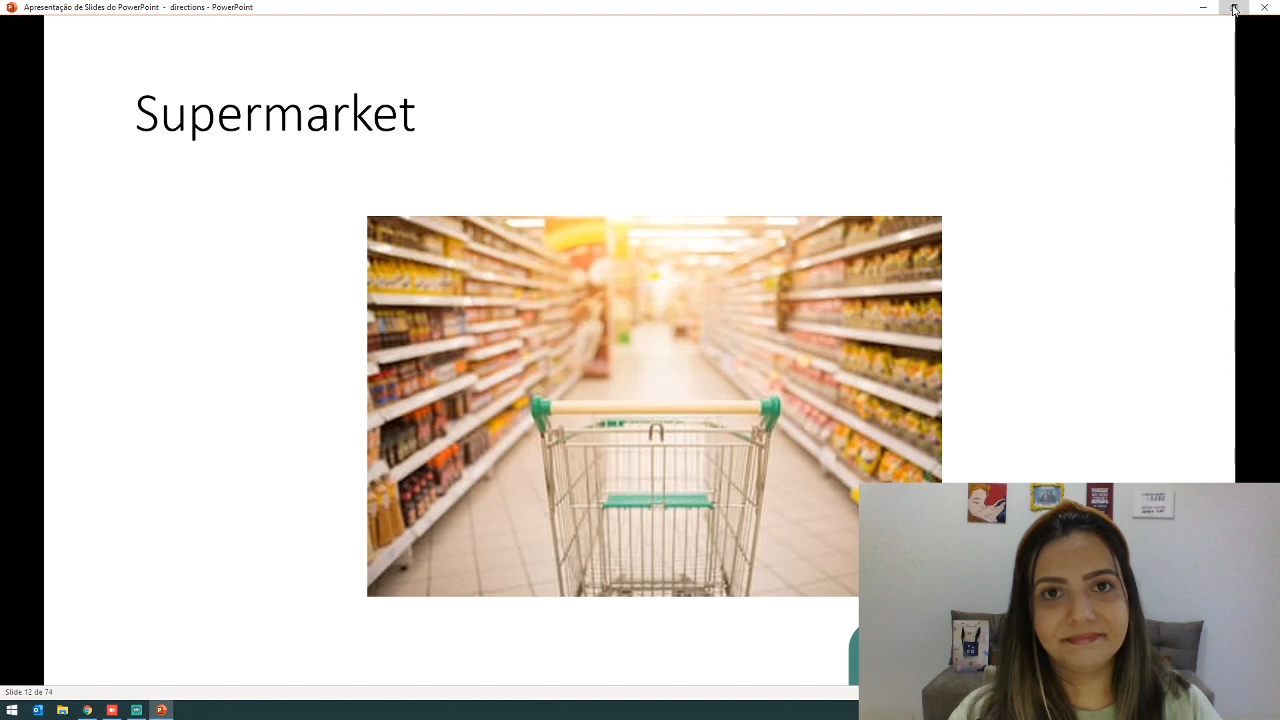 Apresentação de Slides do PowerPoint - directions - PowerPoint
Supermarket
Slide 12 de 74